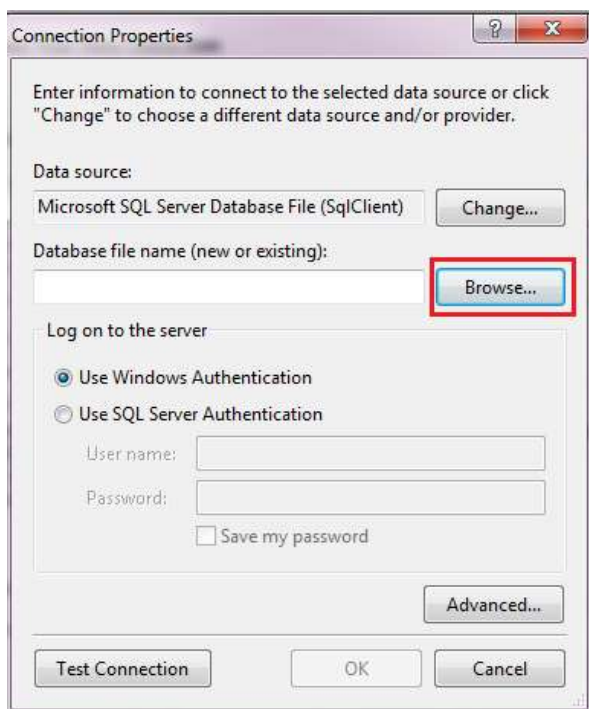 Connection Properties
?
Enter information to connect to the selected data source or click
"Change" to choose a different data source and/or provider.
Data source:
Microsoft SQL Server Database File (SqlClient)
Change...
Database file name (new or existing):
Browse...
Log on to the server
Use Windows Authentication
Use SQL Server Authentication
User name:
Password:
Save my password
Advanced...
Test Connection
OK
Cancel